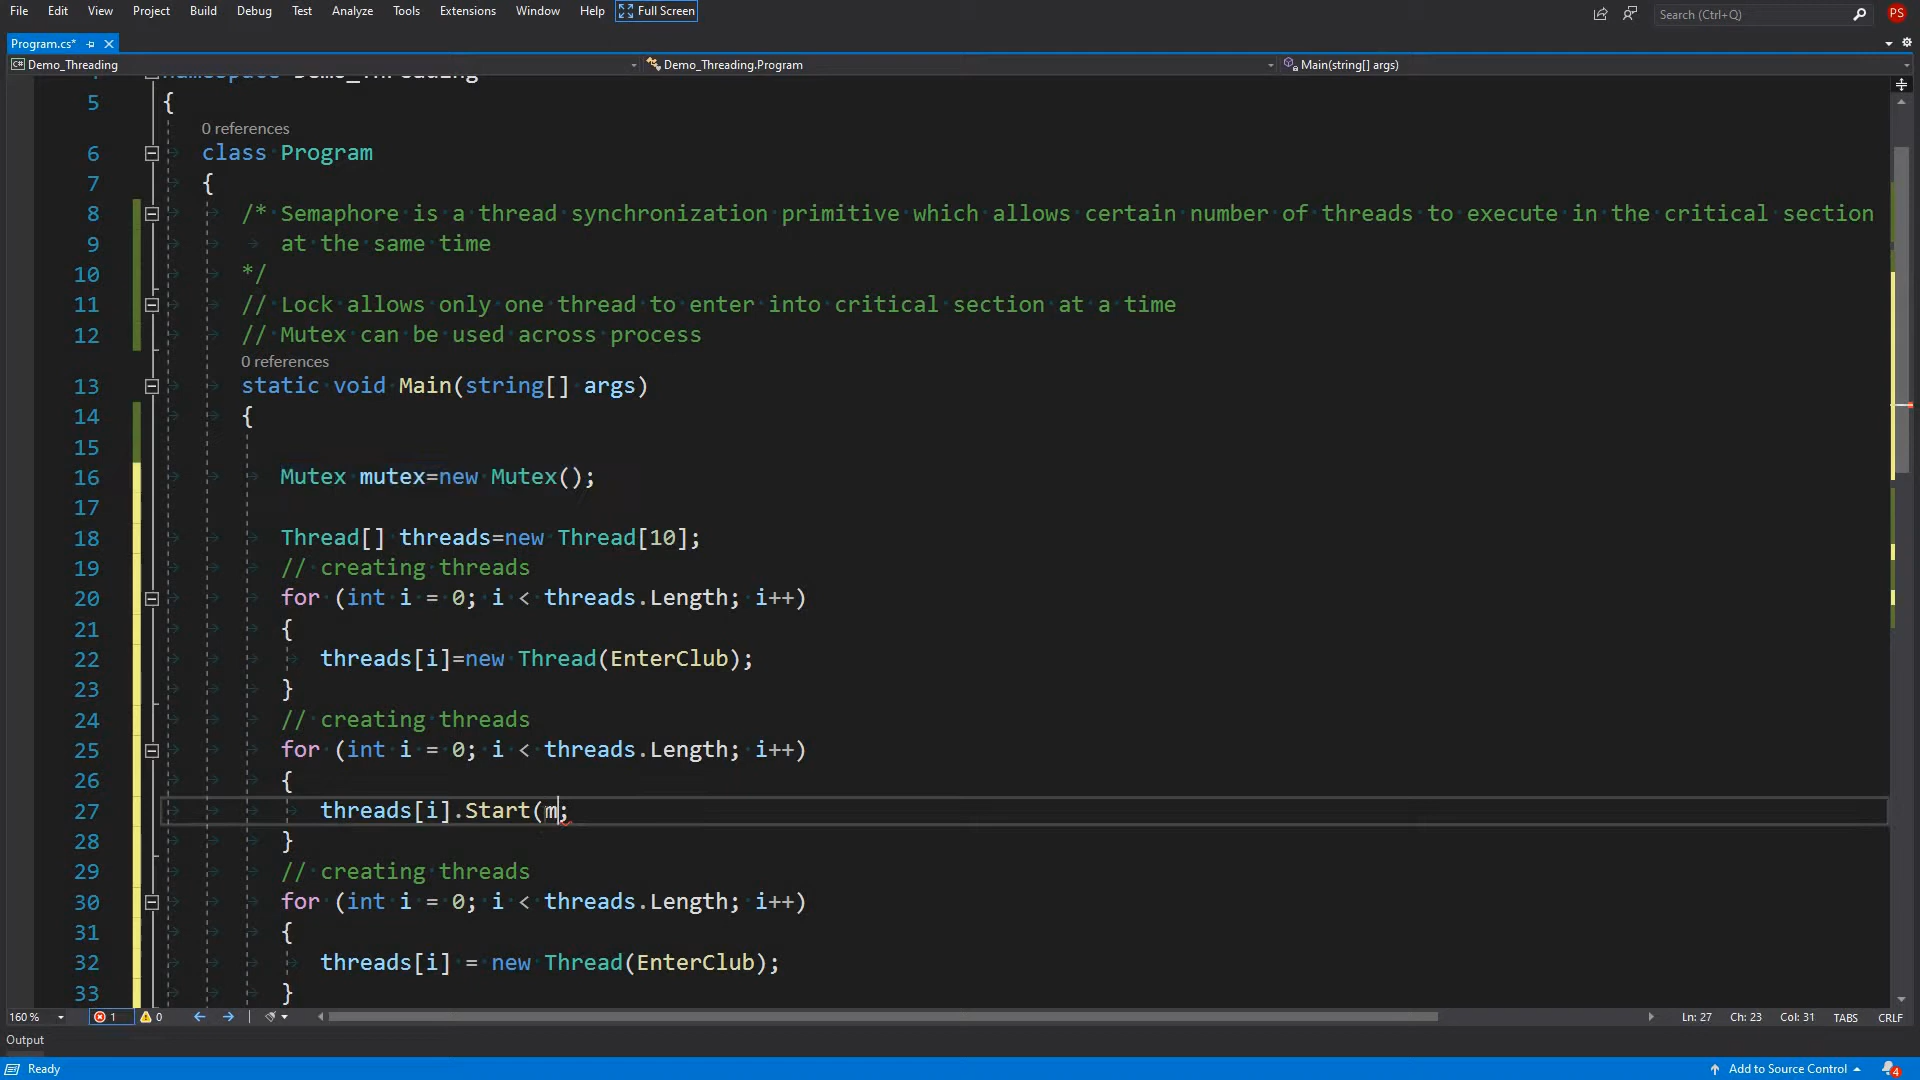 File Edit View Project Build Debug Test Analyze Tools Extensions Window Help Full Screen Search (Ctrl+Q) PS
Program.cs*
Demo_Threading Demo_Threading.Program Main(string[] args)
namespace Demo_Threading
5 {
0 references
6 class Program
7 {
8 /* Semaphore is a thread synchronization primitive which allows certain number of threads to execute in the critical section
9 at the same time
10 */
11 // Lock allows only one thread to enter into critical section at a time
12 // Mutex can be used across process
0 references
13 static void Main(string[] args)
14 {
15
16 Mutex mutex=new Mutex();
17
18 Thread[] threads=new Thread[10];
19 // creating threads
20 for (int i = 0; i < threads.Length; i++)
21 {
22 threads[i]=new Thread(EnterClub);
23 }
24 // creating threads
25 for (int i = 0; i < threads.Length; i++)
26 {
27 threads[i].Start(m;
28 }
29 // creating threads
30 for (int i = 0; i < threads.Length; i++)
31 {
32 threads[i] = new Thread(EnterClub);
33 }
160 % 1 0 Ln: 27 Ch: 23 Col: 31 TABS CRLF
Output
Ready Add to Source Control 4